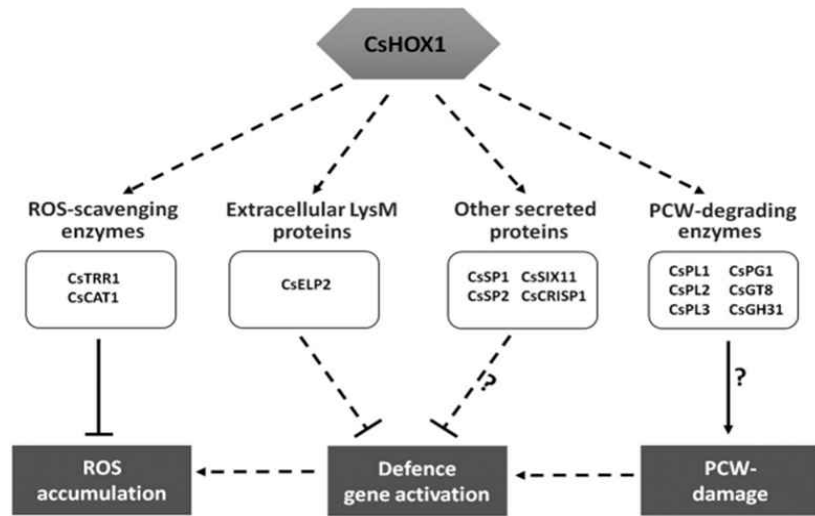 CsHOX1
ROS-scavenging
enzymes
Extracellular LysM
proteins
Other secreted
proteins
PCW-degrading
enzymes
CsTRR1
CsCAT1
CsELP2
CsSP1 CsSIX11
CsSP2 CsCRISP1
CsPL1 CsPG1
CsPL2 CsGT8
CsPL3 CsGH31
?
?
ROS
accumulation
Defence
gene activation
PCW-
damage